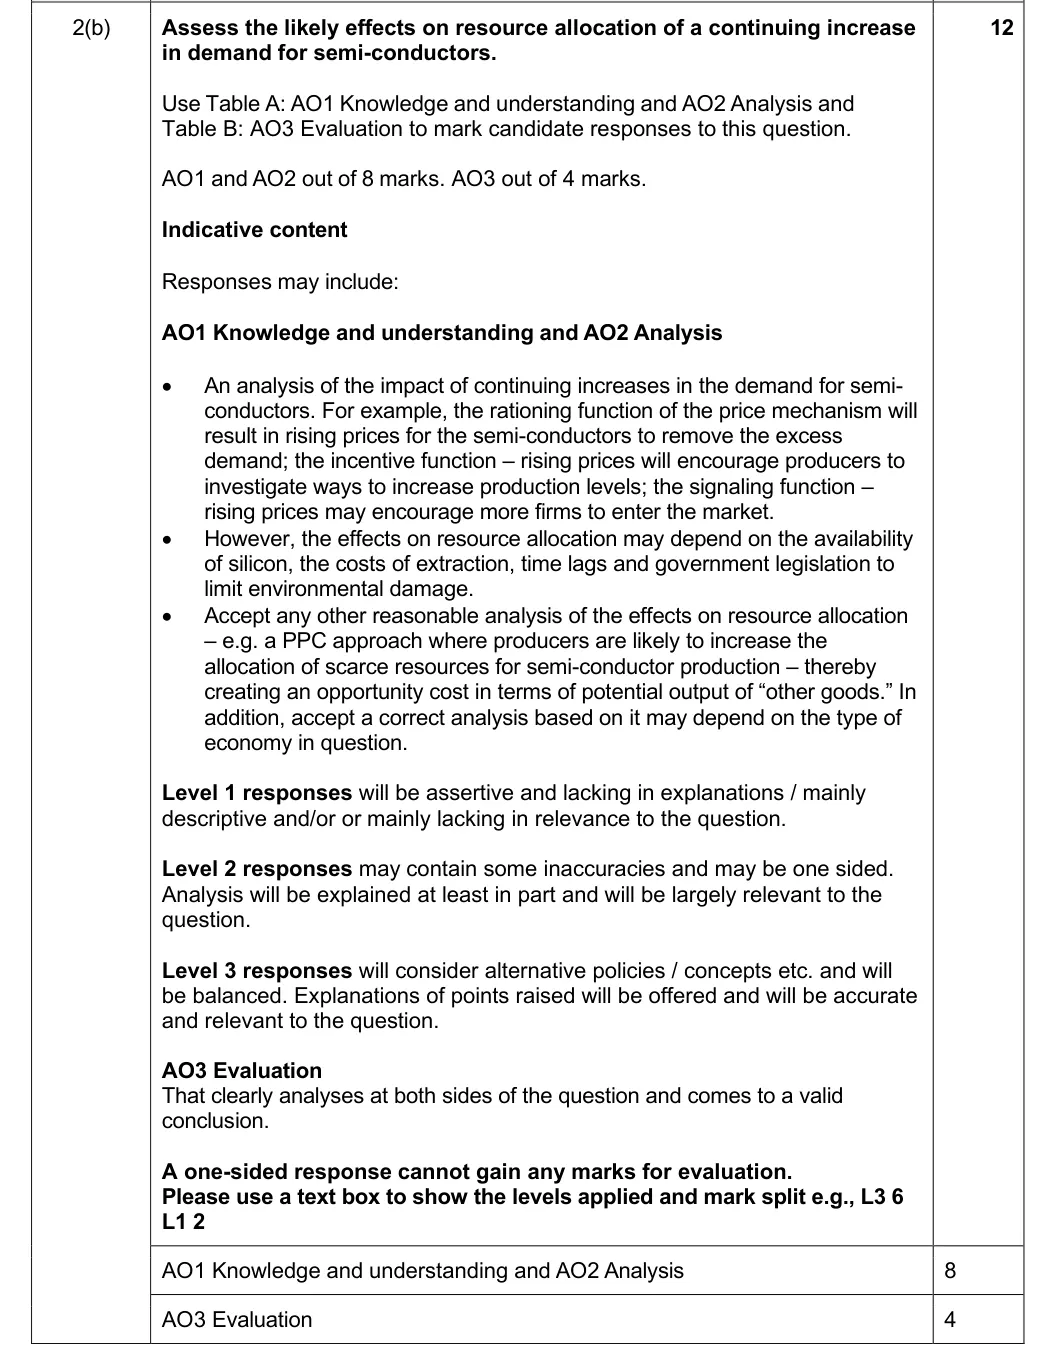 2(b)
Assess the likely effects on resource allocation of a continuing increase
in demand for semi-conductors.
12
Use Table A: AO1 Knowledge and understanding and AO2 Analysis and
Table B: AO3 Evaluation to mark candidate responses to this question.
AO1 and AO2 out of 8 marks. AO3 out of 4 marks.
Indicative content
Responses may include:
AO1 Knowledge and understanding and AO2 Analysis
• An analysis of the impact of continuing increases in the demand for semi-
conductors. For example, the rationing function of the price mechanism will
result in rising prices for the semi-conductors to remove the excess
demand; the incentive function – rising prices will encourage producers to
investigate ways to increase production levels; the signaling function –
rising prices may encourage more firms to enter the market.
• However, the effects on resource allocation may depend on the availability
of silicon, the costs of extraction, time lags and government legislation to
limit environmental damage.
• Accept any other reasonable analysis of the effects on resource allocation
– e.g. a PPC approach where producers are likely to increase the
allocation of scarce resources for semi-conductor production – thereby
creating an opportunity cost in terms of potential output of “other goods.” In
addition, accept a correct analysis based on it may depend on the type of
economy in question.
Level 1 responses will be assertive and lacking in explanations / mainly
descriptive and/or or mainly lacking in relevance to the question.
Level 2 responses may contain some inaccuracies and may be one sided.
Analysis will be explained at least in part and will be largely relevant to the
question.
Level 3 responses will consider alternative policies / concepts etc. and will
be balanced. Explanations of points raised will be offered and will be accurate
and relevant to the question.
AO3 Evaluation
That clearly analyses at both sides of the question and comes to a valid
conclusion.
A one-sided response cannot gain any marks for evaluation.
Please use a text box to show the levels applied and mark split e.g., L3 6
L1 2
AO1 Knowledge and understanding and AO2 Analysis
8
AO3 Evaluation
4